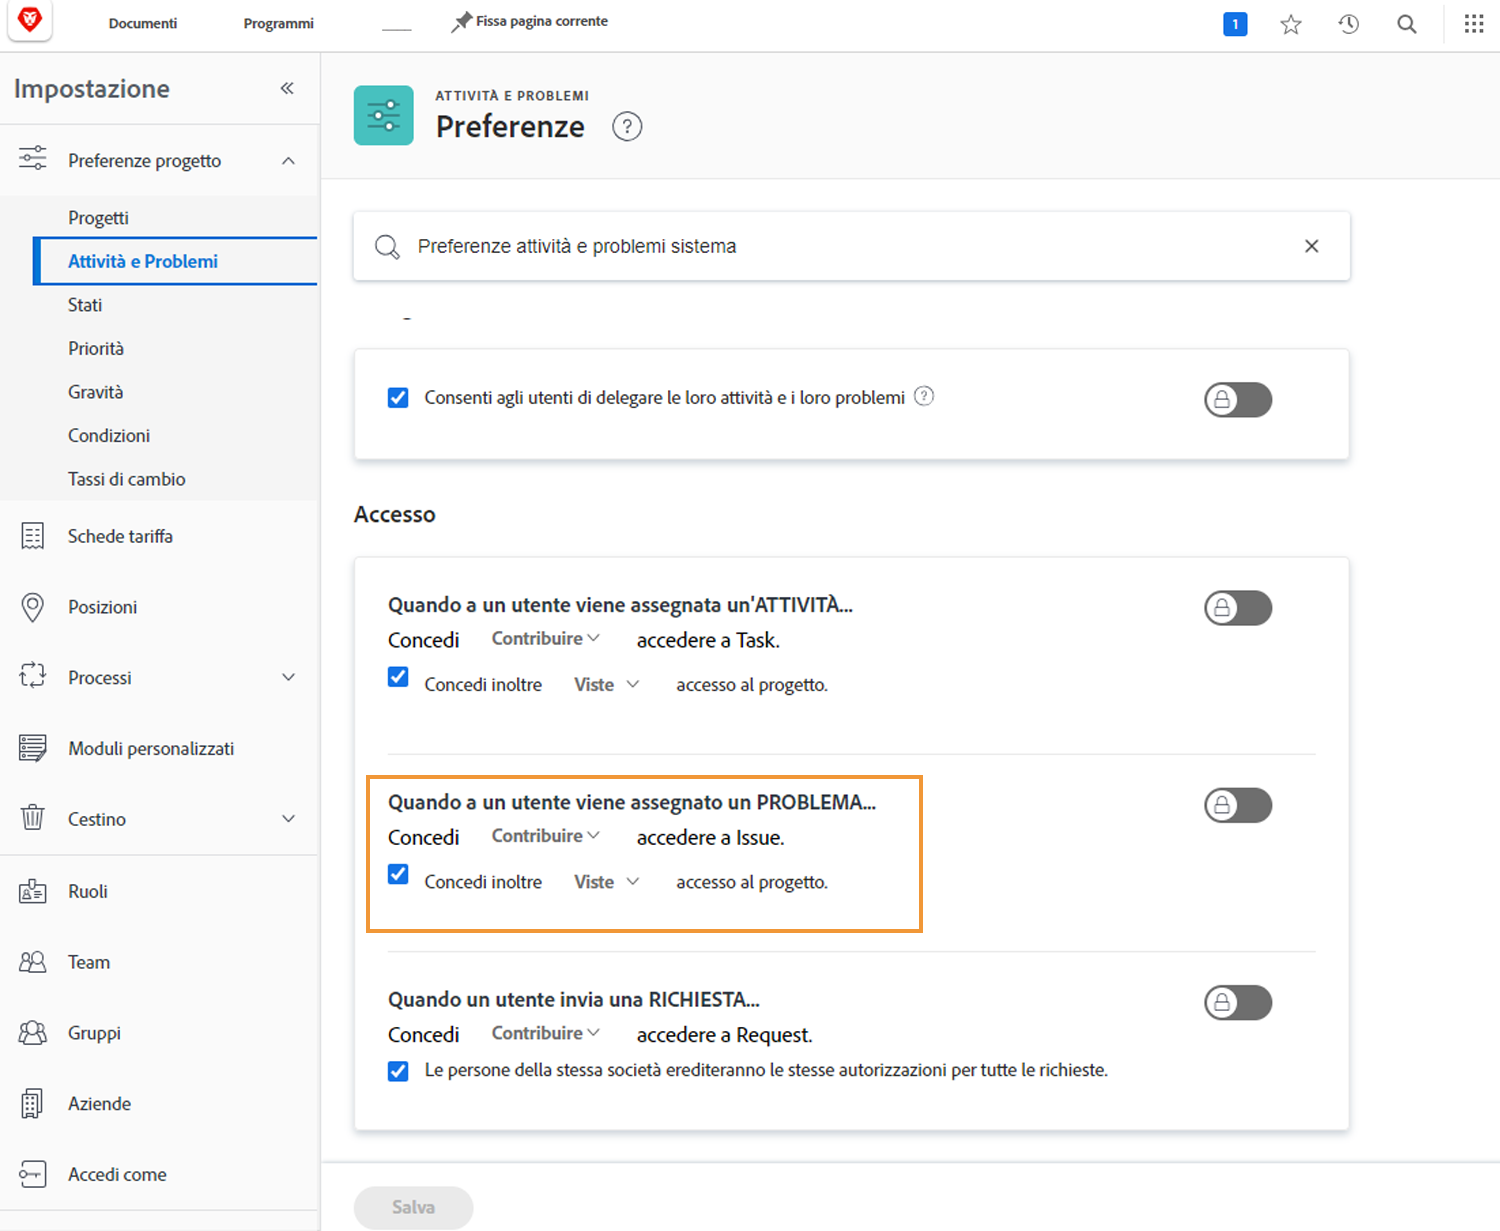 Documenti
Programmi
Fissa pagina corrente
1
Impostazione
Preferenze progetto
Progetti
Attività e Problemi
Stati
Priorità
Gravità
Condizioni
Tassi di cambio
Schede tariffa
Posizioni
Processi
Moduli personalizzati
Cestino
Ruoli
Team
Gruppi
Aziende
Accedi come
ATTIVITÀ E PROBLEMI
Preferenze
?
Preferenze attività e problemi sistema
Consenti agli utenti di delegare le loro attività e i loro problemi ?
Accesso
Quando a un utente viene assegnata un'ATTIVITÀ...
Concedi Contribuire accedere a Task.
Concedi inoltre Viste accesso al progetto.
Quando a un utente viene assegnato un PROBLEMA...
Concedi Contribuire accedere a Issue.
Concedi inoltre Viste accesso al progetto.
Quando un utente invia una RICHIESTA...
Concedi Contribuire accedere a Request.
Le persone della stessa società erediteranno le stesse autorizzazioni per tutte le richieste.
Salva